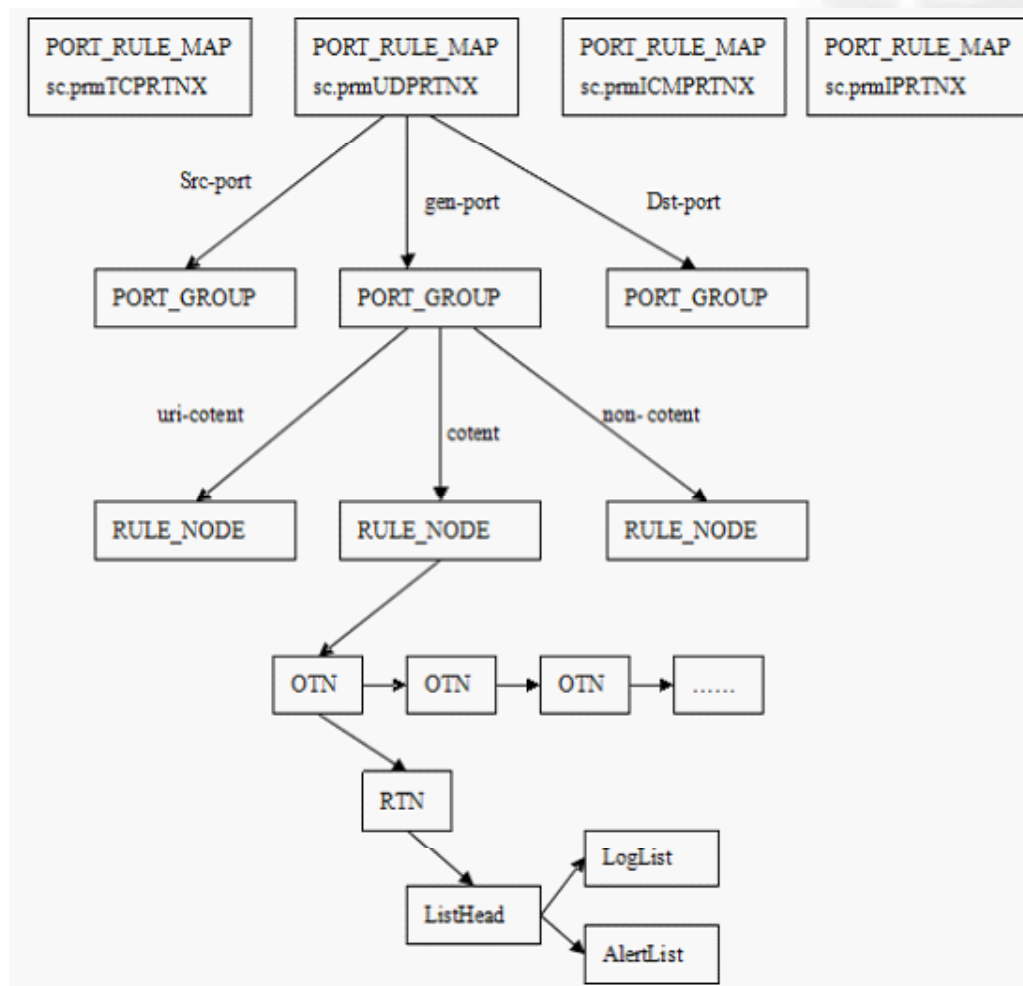 PORT_RULE_MAP
sc.prmTCPRTNX
PORT_RULE_MAP
sc.prmUDPRTNX
PORT_RULE_MAP
sc.prmICMPRTNX
PORT_RULE_MAP
sc.prmIPRTNX
Src-port
gen-port
Dst-port
PORT_GROUP
PORT_GROUP
PORT_GROUP
uri-cotent
cotent
non- cotent
RULE_NODE
RULE_NODE
RULE_NODE
OTN
OTN
OTN
......
RTN
LogList
ListHead
AlertList